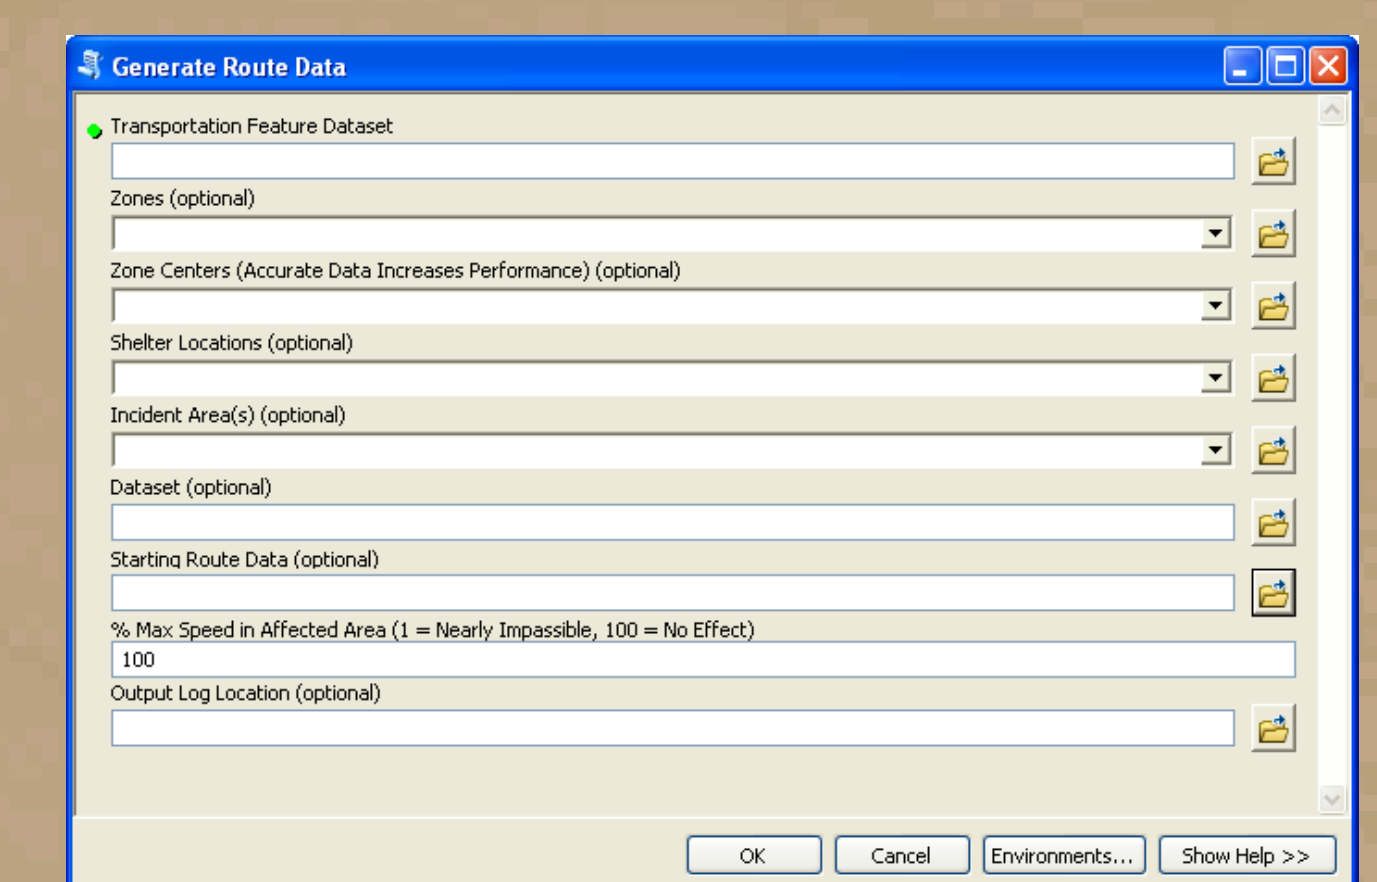 Generate Route Data
Transportation Feature Dataset
Zones (optional)
Zone Centers (Accurate Data Increases Performance) (optional)
Shelter Locations (optional)
Incident Area(s) (optional)
Dataset (optional)
Starting Route Data (optional)
% Max Speed in Affected Area (1 = Nearly Impassible, 100 = No Effect)
100
Output Log Location (optional)
OK Cancel Environments... Show Help >>